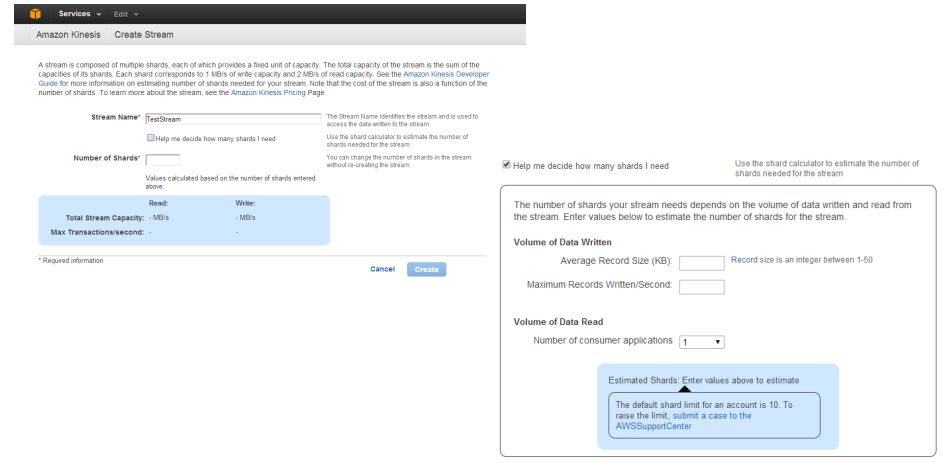 Services Edit
Amazon Kinesis Create Stream
A stream is composed of multiple shards, each of which provides a fixed unit of capacity. The total capacity of the stream is the sum of the
capacities of its shards. Each shard corresponds to 1 MB/s of write capacity and 2 MB/s of read capacity. See the Amazon Kinesis Developer
Guide for more information on estimating number of shards needed for your stream. Note that the cost of the stream is also a function of the
number of shards. To learn more about the stream, see the Amazon Kinesis Pricing Page
Stream Name* TestStream
The Stream Name identifies the stream and is used to
access the data written to the stream
Help me decide how many shards I need
Use the shard calculator to estimate the number of
shards needed for the stream
Number of Shards*
You can change the number of shards in the stream
without re-creating the stream
Values calculated based on the number of shards entered
above:
Read: Write:
Total Stream Capacity: - MB/s - MB/s
Max Transactions/second: - -
* Required information
Cancel Create
Help me decide how many shards I need
Use the shard calculator to estimate the number of
shards needed for the stream
The number of shards your stream needs depends on the volume of data written and read from
the stream. Enter values below to estimate the number of shards for the stream.
Volume of Data Written
Average Record Size (KB): Record size is an integer between 1-50
Maximum Records Written/Second:
Volume of Data Read
Number of consumer applications 1
Estimated Shards: Enter values above to estimate
The default shard limit for an account is 10. To
raise the limit, submit a case to the
AWSSupportCenter